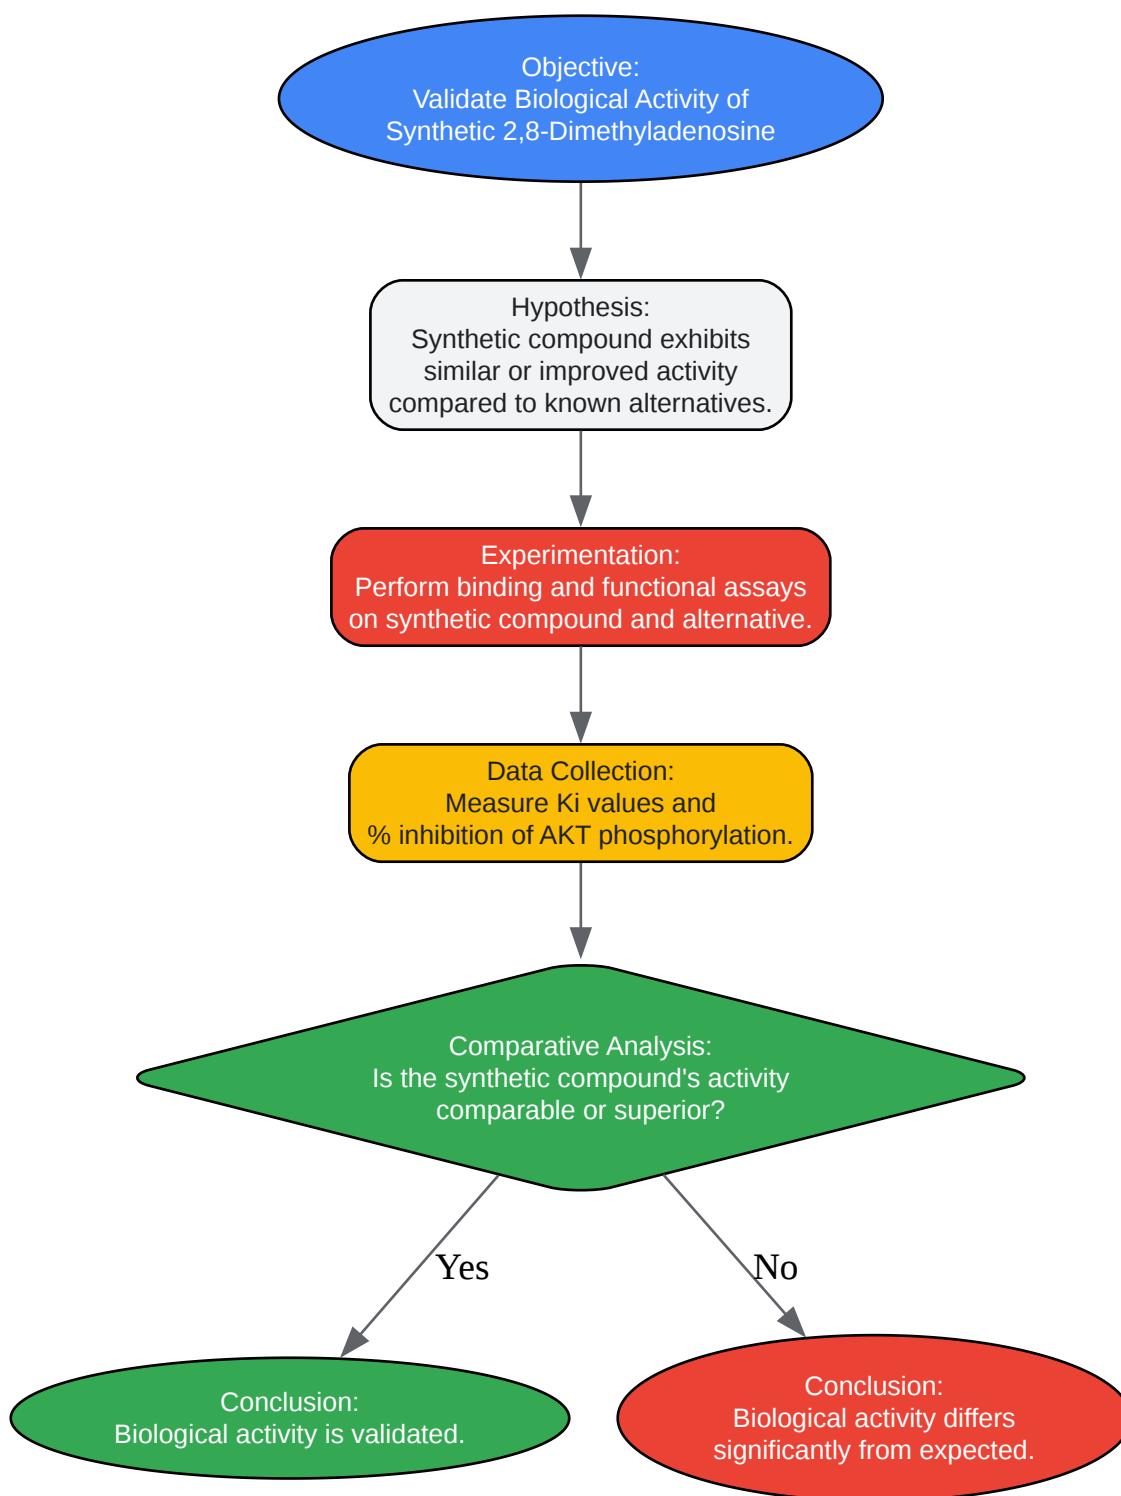 Objective:
Validate Biological Activity of
Synthetic 2,8-Dimethyladenosine
Hypothesis:
Synthetic compound exhibits
similar or improved activity
compared to known alternatives.
Experimentation:
Perform binding and functional assays
on synthetic compound and alternative.
Data Collection:
Measure Ki values and
% inhibition of AKT phosphorylation.
Comparative Analysis:
Is the synthetic compound's activity
comparable or superior?
Yes
No
Conclusion:
Biological activity is validated.
Conclusion:
Biological activity differs
significantly from expected.